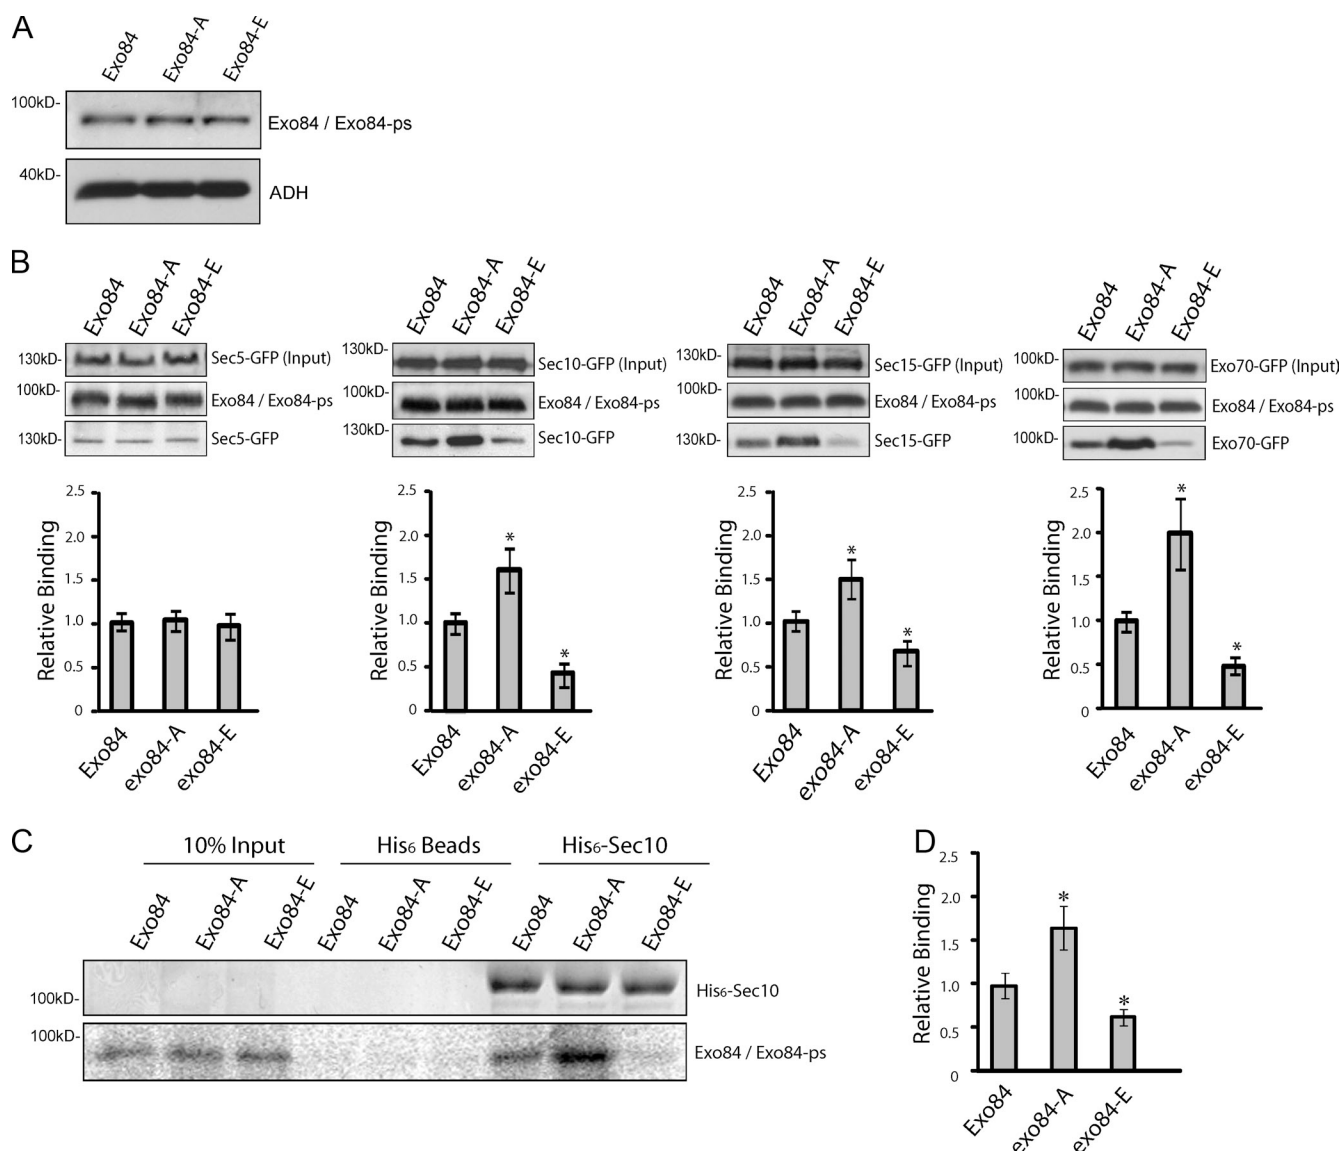 A
Exo84 Exo84-A Exo84-E
100kD-
Exo84 / Exo84-ps
40kD-
ADH
B
Exo84 Exo84-A Exo84-E
130kD- Sec5-GFP (Input)
100kD- Exo84 / Exo84-ps
130kD- Sec5-GFP
Relative Binding
2.5
2.0
1.5
1.0
0.5
0
Exo84 exo84-A exo84-E
Exo84 Exo84-A Exo84-E
130kD- Sec10-GFP (Input)
100kD- Exo84 / Exo84-ps
130kD- Sec10-GFP
Relative Binding
2.5
2.0
1.5
1.0
0.5
0
* *
Exo84 exo84-A exo84-E
Exo84 Exo84-A Exo84-E
130kD- Sec15-GFP (Input)
100kD- Exo84 / Exo84-ps
130kD- Sec15-GFP
Relative Binding
2.5
2.0
1.5
1.0
0.5
0
* *
Exo84 exo84-A exo84-E
Exo84 Exo84-A Exo84-E
100kD- Exo70-GFP (Input)
Exo84 / Exo84-ps
100kD- Exo70-GFP
Relative Binding
2.5
2.0
1.5
1.0
0.5
0
* *
Exo84 exo84-A exo84-E
C
10% Input His6 Beads His6-Sec10
Exo84 Exo84-A Exo84-E Exo84 Exo84-A Exo84-E Exo84 Exo84-A Exo84-E
100kD- His6-Sec10
100kD- Exo84 / Exo84-ps
D
Relative Binding
2.5
2.0
1.5
1.0
0.5
0
* *
Exo84 exo84-A exo84-E